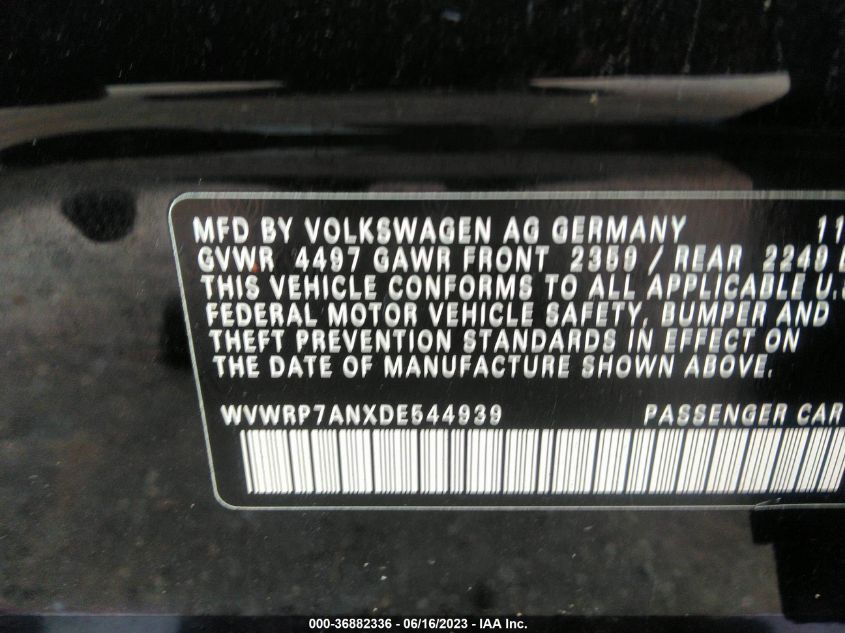 MFD BY VOLKSWAGEN AG GERMANY 11
GVWR 4497 GAWR FRONT 2359 / REAR 2249
THIS VEHICLE CONFORMS TO ALL APPLICABLE U.S
FEDERAL MOTOR VEHICLE SAFETY, BUMPER AND
THEFT PREVENTION STANDARDS IN EFFECT ON
THE DATE OF MANUFACTURE SHOWN ABOVE.
WVWRP7ANXDE544939 PASSENGER CAR
000-36882336 - 06/16/2023 - IAA Inc.